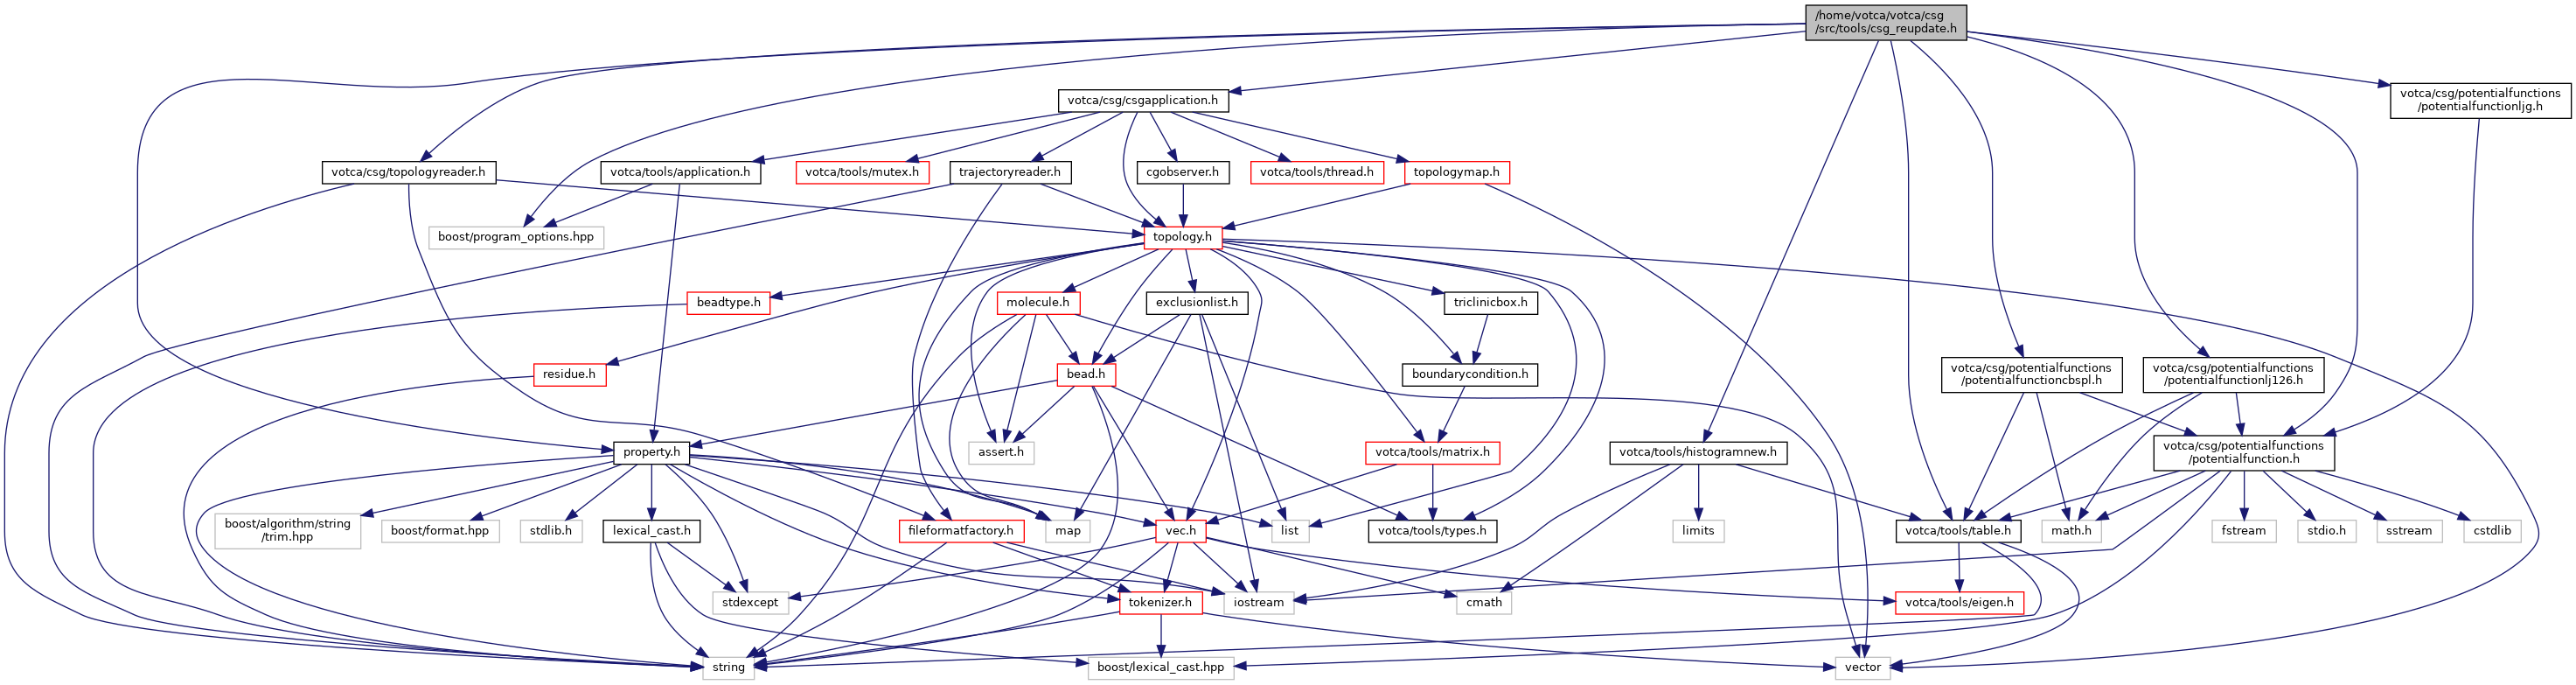 /home/votca/votca/csg
/src/tools/csg_reupdate.h
votca/csg/csgapplication.h
votca/csg/potentialfunctions
/potentialfunctionljg.h
votca/csg/topologyreader.h
votca/tools/application.h
votca/tools/mutex.h
trajectoryreader.h
cgobserver.h
votca/tools/thread.h
topologymap.h
boost/program_options.hpp
topology.h
beadtype.h
molecule.h
exclusionlist.h
triclinicbox.h
residue.h
bead.h
boundarycondition.h
votca/csg/potentialfunctions
/potentialfunctioncbspl.h
votca/csg/potentialfunctions
/potentialfunctionlj126.h
property.h
assert.h
votca/tools/matrix.h
votca/tools/histogramnew.h
votca/csg/potentialfunctions
/potentialfunction.h
boost/algorithm/string
/trim.hpp
boost/format.hpp
stdlib.h
lexical_cast.h
fileformatfactory.h
map
vec.h
list
votca/tools/types.h
limits
votca/tools/table.h
math.h
fstream
stdio.h
sstream
cstdlib
stdexcept
tokenizer.h
iostream
cmath
votca/tools/eigen.h
string
boost/lexical_cast.hpp
vector